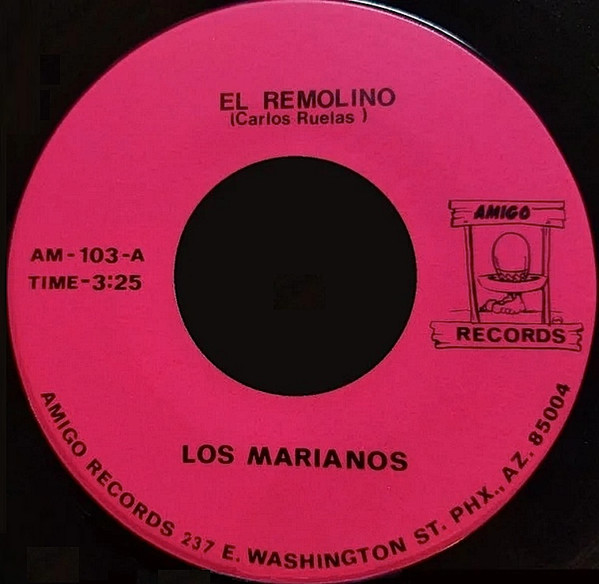 EL REMOLINO
(Carlos Ruelas )
AMIGO
RECORDS
AM-103-A
TIME-3:25
LOS MARIANOS
AMIGO RECORDS 237 E. WASHINGTON ST. PHX., AZ. 85004